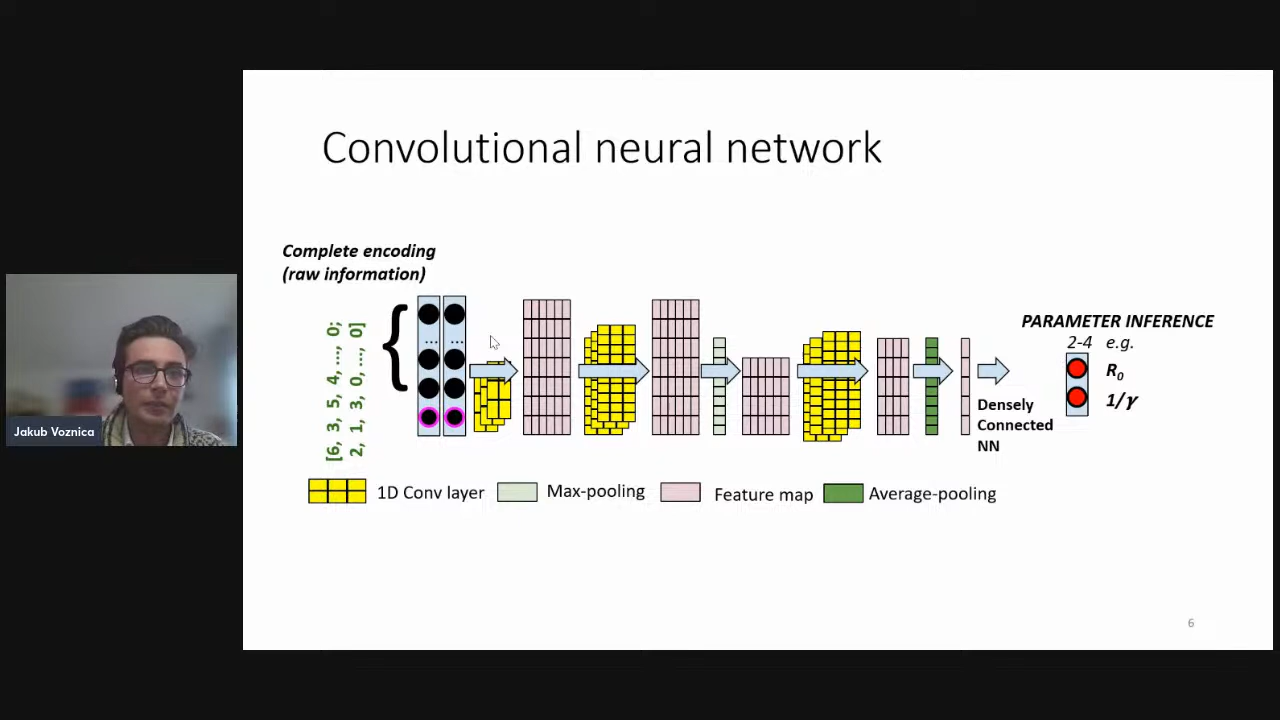 Convolutional neural network
Complete encoding
(raw information)
[6, 3, 5, 4,..., 0;
2, 1, 3, 0,..., 0]
{
... ...
PARAMETER INFERENCE
2-4 e.g.
R0
1/γ
Densely
Connected
NN
1D Conv layer
Max-pooling
Feature map
Average-pooling
Jakub Voznica
6